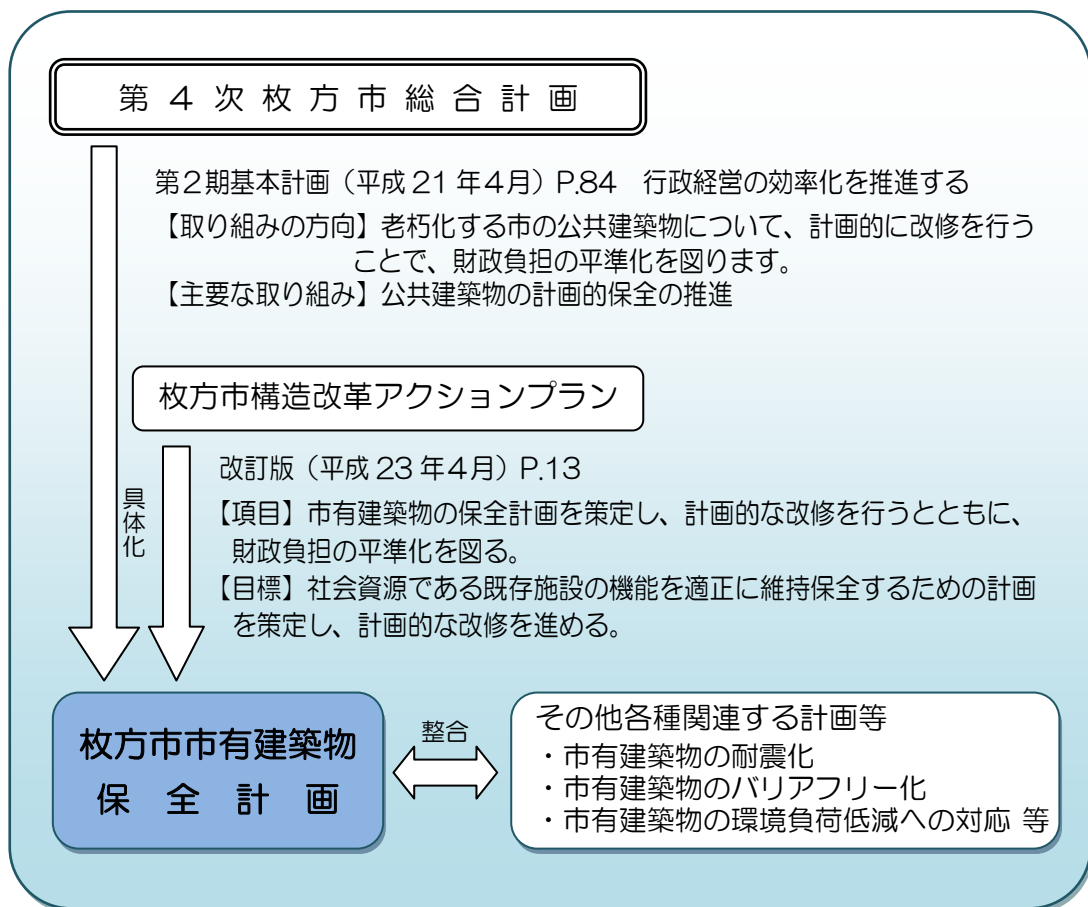 第４次枚方市総合計画
第２期基本計画（平成21年４月）P.84　行政経営の効率化を推進する
【取り組みの方向】老朽化する市の公共建築物について、計画的に改修を行う
ことで、財政負担の平準化を図ります。
【主要な取り組み】公共建築物の計画的保全の推進
枚方市構造改革アクションプラン
改訂版（平成23年４月）P.13
【項目】市有建築物の保全計画を策定し、計画的な改修を行うとともに、
財政負担の平準化を図る。
【目標】社会資源である既存施設の機能を適正に維持保全するための計画
を策定し、計画的な改修を進める。
具体化
枚方市市有建築物
保全計画
整合
その他各種関連する計画等
・市有建築物の耐震化
・市有建築物のバリアフリー化
・市有建築物の環境負荷低減への対応 等